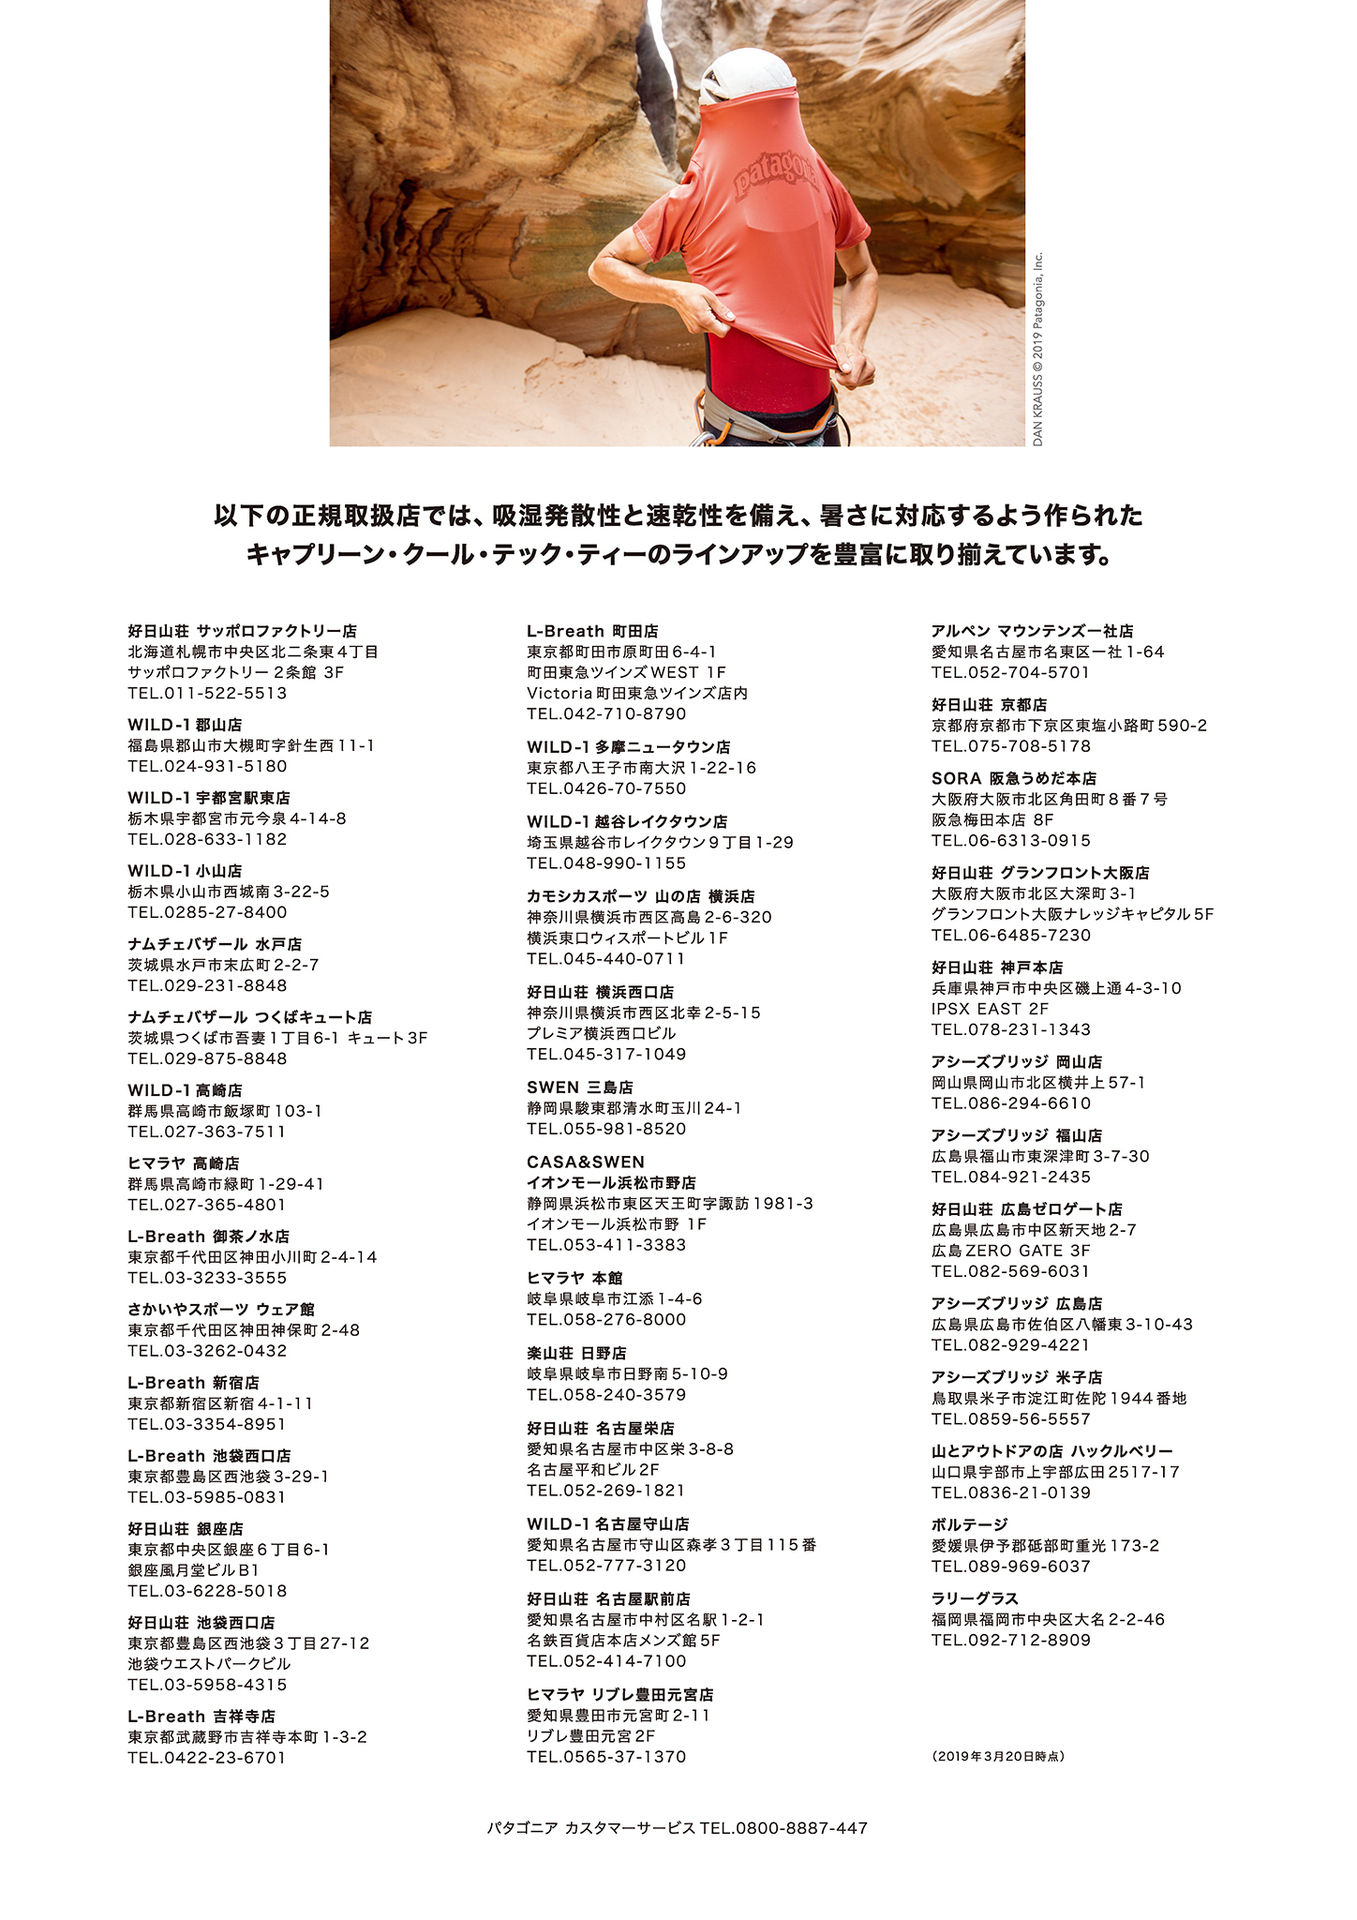 patagonia
DAN KRAUSS © 2019 Patagonia, Inc.
以下の正規取扱店では、吸湿発散性と速乾性を備え、暑さに対応するよう作られた
キャプリーン・クール・テック・ティーのラインアップを豊富に取り揃えています。
好日山荘 サッポロファクトリー店
北海道札幌市中央区北二条東4丁目
サッポロファクトリー 2条館 3F
TEL.011-522-5513
WILD-1 郡山店
福島県郡山市大槻町字針生西11-1
TEL.024-931-5180
WILD-1 宇都宮駅東店
栃木県宇都宮市元今泉4-14-8
TEL.028-633-1182
WILD-1 小山店
栃木県小山市西城南3-22-5
TEL.0285-27-8400
ナムチェバザール 水戸店
茨城県水戸市末広町2-2-7
TEL.029-231-8848
ナムチェバザール つくばキュート店
茨城県つくば市吾妻1丁目6-1 キュート3F
TEL.029-875-8848
WILD-1 高崎店
群馬県高崎市飯塚町103-1
TEL.027-363-7511
ヒマラヤ 高崎店
群馬県高崎市緑町1-29-41
TEL.027-365-4801
L-Breath 御茶ノ水店
東京都千代田区神田小川町2-4-14
TEL.03-3233-3555
さかいやスポーツ ウェア館
東京都千代田区神田神保町2-48
TEL.03-3262-0432
L-Breath 新宿店
東京都新宿区新宿4-1-11
TEL.03-3354-8951
L-Breath 池袋西口店
東京都豊島区西池袋3-29-1
TEL.03-5985-0831
好日山荘 銀座店
東京都中央区銀座6丁目6-1
銀座風月堂ビルB1
TEL.03-6228-5018
好日山荘 池袋西口店
東京都豊島区西池袋3丁目27-12
池袋ウエストパークビル
TEL.03-5958-4315
L-Breath 吉祥寺店
東京都武蔵野市吉祥寺本町1-3-2
TEL.0422-23-6701
L-Breath 町田店
東京都町田市原町田6-4-1
町田東急ツインズWEST 1F
Victoria町田東急ツインズ店内
TEL.042-710-8790
WILD-1 多摩ニュータウン店
東京都八王子市南大沢1-22-16
TEL.0426-70-7550
WILD-1 越谷レイクタウン店
埼玉県越谷市レイクタウン9丁目1-29
TEL.048-990-1155
カモシカスポーツ 山の店 横浜店
神奈川県横浜市西区高島2-6-320
横浜東口ウィスポートビル1F
TEL.045-440-0711
好日山荘 横浜西口店
神奈川県横浜市西区北幸2-5-15
プレミア横浜西口ビル
TEL.045-317-1049
SWEN 三島店
静岡県駿東郡清水町玉川24-1
TEL.055-981-8520
CASA&SWEN
イオンモール浜松市野店
静岡県浜松市東区天王町字諏訪1981-3
イオンモール浜松市野 1F
TEL.053-411-3383
ヒマラヤ 本館
岐阜県岐阜市江添1-4-6
TEL.058-276-8000
楽山荘 日野店
岐阜県岐阜市日野南5-10-9
TEL.058-240-3579
好日山荘 名古屋栄店
愛知県名古屋市中区栄3-8-8
名古屋平和ビル2F
TEL.052-269-1821
WILD-1 名古屋守山店
愛知県名古屋市守山区森孝3丁目115番
TEL.052-777-3120
好日山荘 名古屋駅前店
愛知県名古屋市中村区名駅1-2-1
名鉄百貨店本店メンズ館5F
TEL.052-414-7100
ヒマラヤ リブレ豊田元宮店
愛知県豊田市元宮町2-11
リブレ豊田元宮2F
TEL.0565-37-1370
アルペン マウンテンズ一社店
愛知県名古屋市名東区一社1-64
TEL.052-704-5701
好日山荘 京都店
京都府京都市下京区東塩小路町590-2
TEL.075-708-5178
SORA 阪急うめだ本店
大阪府大阪市北区角田町8番7号
阪急梅田本店 8F
TEL.06-6313-0915
好日山荘 グランフロント大阪店
大阪府大阪市北区大深町3-1
グランフロント大阪ナレッジキャピタル5F
TEL.06-6485-7230
好日山荘 神戸本店
兵庫県神戸市中央区磯上通4-3-10
IPSX EAST 2F
TEL.078-231-1343
アシーズブリッジ 岡山店
岡山県岡山市北区横井上57-1
TEL.086-294-6610
アシーズブリッジ 福山店
広島県福山市東深津町3-7-30
TEL.084-921-2435
好日山荘 広島ゼロゲート店
広島県広島市中区新天地2-7
広島ZERO GATE 3F
TEL.082-569-6031
アシーズブリッジ 広島店
広島県広島市佐伯区八幡東3-10-43
TEL.082-929-4221
アシーズブリッジ 米子店
鳥取県米子市淀江町佐陀1944番地
TEL.0859-56-5557
山とアウトドアの店 ハックルベリー
山口県宇部市上宇部広田2517-17
TEL.0836-21-0139
ボルテージ
愛媛県伊予郡砥部町重光173-2
TEL.089-969-6037
ラリーグラス
福岡県福岡市中央区大名2-2-46
TEL.092-712-8909
（2019年3月20日時点）
パタゴニア カスタマーサービス TEL.0800-8887-447